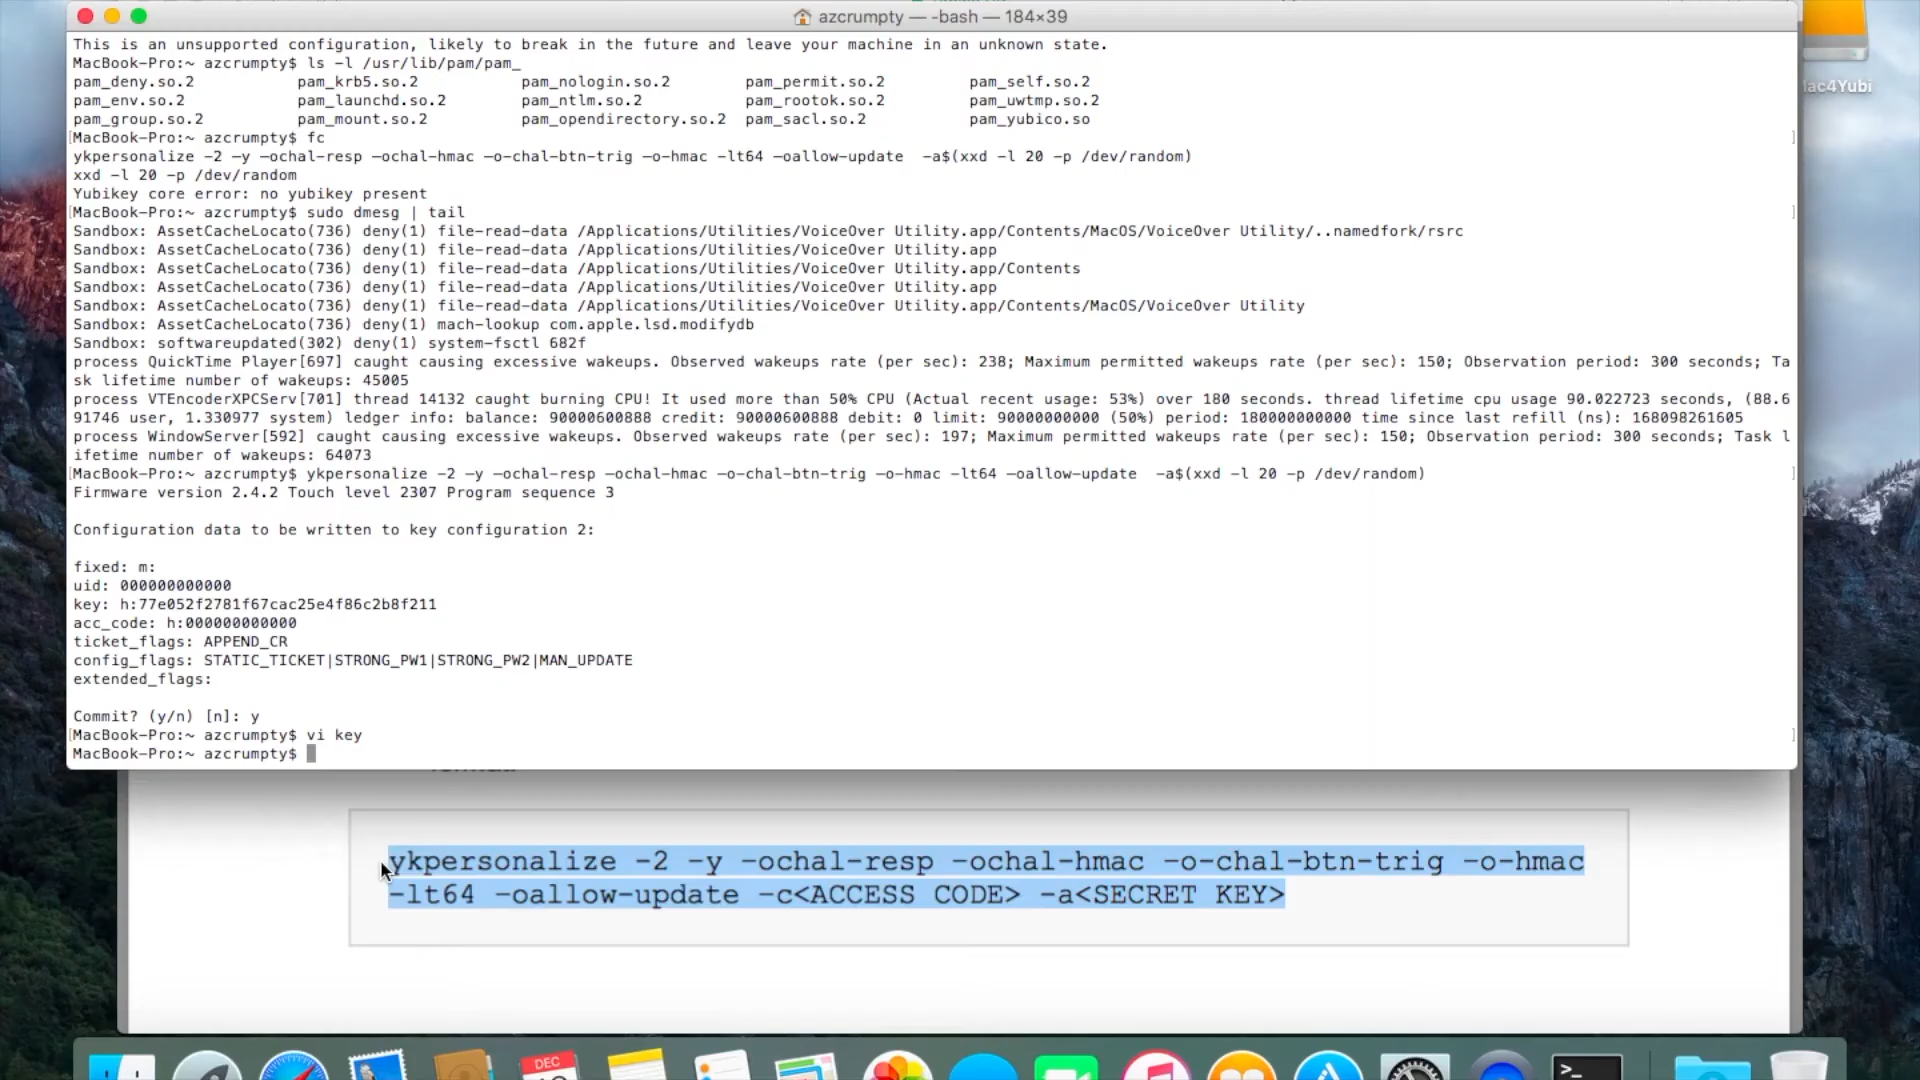 azcrumpty — -bash — 184×39
This is an unsupported configuration, likely to break in the future and leave your machine in an unknown state.
MacBook-Pro:~ azcrumpty$ ls -l /usr/lib/pam/pam_
pam_deny.so.2 pam_krb5.so.2 pam_nologin.so.2 pam_permit.so.2 pam_self.so.2
pam_env.so.2 pam_launchd.so.2 pam_ntlm.so.2 pam_rootok.so.2 pam_uwtmp.so.2
pam_group.so.2 pam_mount.so.2 pam_opendirectory.so.2 pam_sacl.so.2 pam_yubico.so
[MacBook-Pro:~ azcrumpty$ fc ]
ykpersonalize -2 -y -ochal-resp -ochal-hmac -o-chal-btn-trig -o-hmac -lt64 -oallow-update  -a$(xxd -l 20 -p /dev/random)
xxd -l 20 -p /dev/random
Yubikey core error: no yubikey present
[MacBook-Pro:~ azcrumpty$ sudo dmesg | tail ]
Sandbox: AssetCacheLocato(736) deny(1) file-read-data /Applications/Utilities/VoiceOver Utility.app/Contents/MacOS/VoiceOver Utility/..namedfork/rsrc
Sandbox: AssetCacheLocato(736) deny(1) file-read-data /Applications/Utilities/VoiceOver Utility.app
Sandbox: AssetCacheLocato(736) deny(1) file-read-data /Applications/Utilities/VoiceOver Utility.app/Contents
Sandbox: AssetCacheLocato(736) deny(1) file-read-data /Applications/Utilities/VoiceOver Utility.app
Sandbox: AssetCacheLocato(736) deny(1) file-read-data /Applications/Utilities/VoiceOver Utility.app/Contents/MacOS/VoiceOver Utility
Sandbox: AssetCacheLocato(736) deny(1) mach-lookup com.apple.lsd.modifydb
Sandbox: softwareupdated(302) deny(1) system-fsctl 682f
process QuickTime Player[697] caught causing excessive wakeups. Observed wakeups rate (per sec): 238; Maximum permitted wakeups rate (per sec): 150; Observation period: 300 seconds; Ta
sk lifetime number of wakeups: 45005
process VTEncoderXPCServ[701] thread 14132 caught burning CPU! It used more than 50% CPU (Actual recent usage: 53%) over 180 seconds. thread lifetime cpu usage 90.022723 seconds, (88.6
91746 user, 1.330977 system) ledger info: balance: 90000600888 credit: 90000600888 debit: 0 limit: 90000000000 (50%) period: 180000000000 time since last refill (ns): 168098261605
process WindowServer[592] caught causing excessive wakeups. Observed wakeups rate (per sec): 197; Maximum permitted wakeups rate (per sec): 150; Observation period: 300 seconds; Task l
ifetime number of wakeups: 64073
[MacBook-Pro:~ azcrumpty$ ykpersonalize -2 -y -ochal-resp -ochal-hmac -o-chal-btn-trig -o-hmac -lt64 -oallow-update  -a$(xxd -l 20 -p /dev/random) ]
Firmware version 2.4.2 Touch level 2307 Program sequence 3
Configuration data to be written to key configuration 2:
fixed: m:
uid: 000000000000
key: h:77e052f2781f67cac25e4f86c2b8f211
acc_code: h:000000000000
ticket_flags: APPEND_CR
config_flags: STATIC_TICKET|STRONG_PW1|STRONG_PW2|MAN_UPDATE
extended_flags:
Commit? (y/n) [n]: y
[MacBook-Pro:~ azcrumpty$ vi key ]
MacBook-Pro:~ azcrumpty$
ykpersonalize -2 -y -ochal-resp -ochal-hmac -o-chal-btn-trig -o-hmac
-lt64 -oallow-update -c<ACCESS CODE> -a<SECRET KEY>
DEC